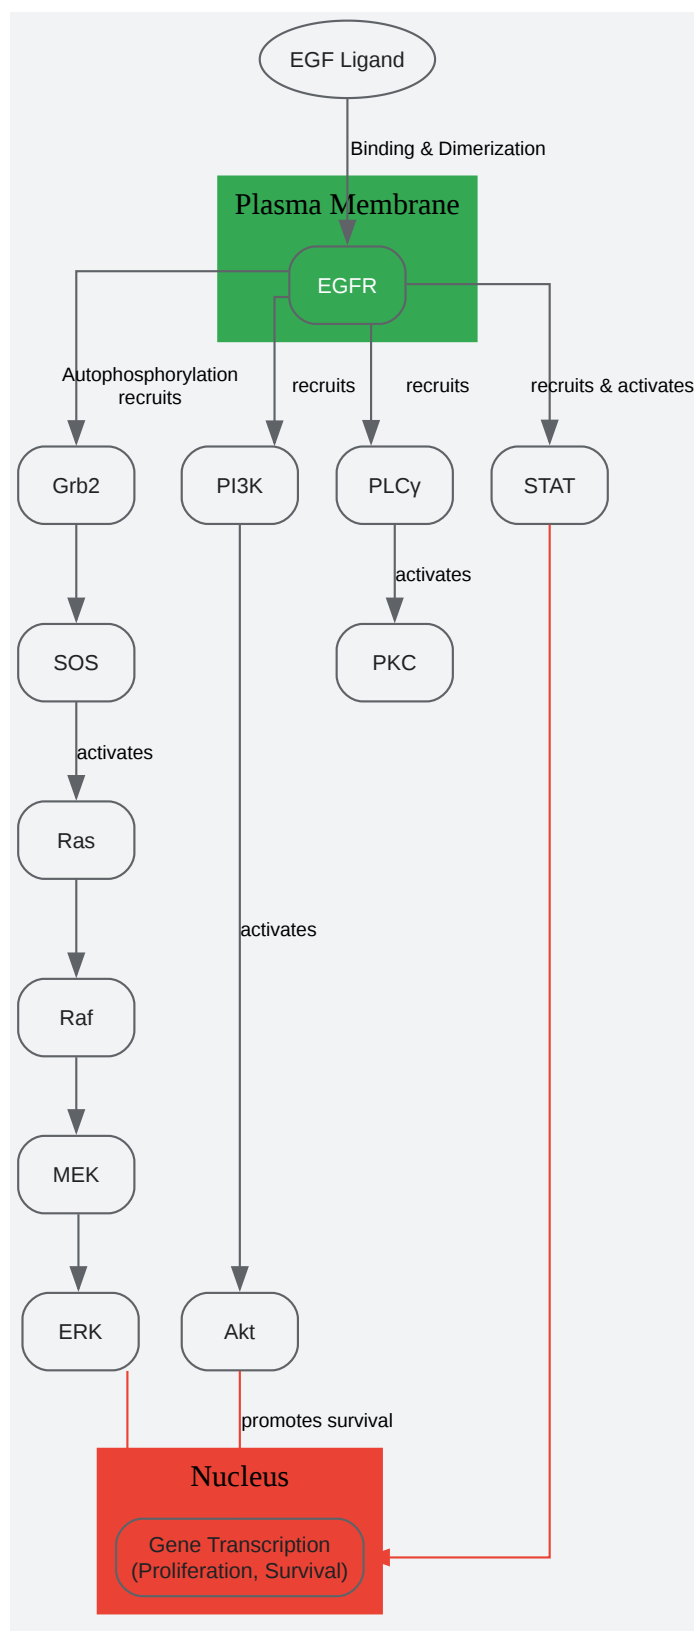 EGF Ligand
Binding & Dimerization
Plasma Membrane
EGFR
Autophosphorylation
recruits
recruits
recruits
recruits & activates
Grb2
PI3K
PLCγ
STAT
activates
SOS
PKC
activates
Ras
activates
Raf
MEK
ERK
Akt
promotes survival
Nucleus
Gene Transcription
(Proliferation, Survival)